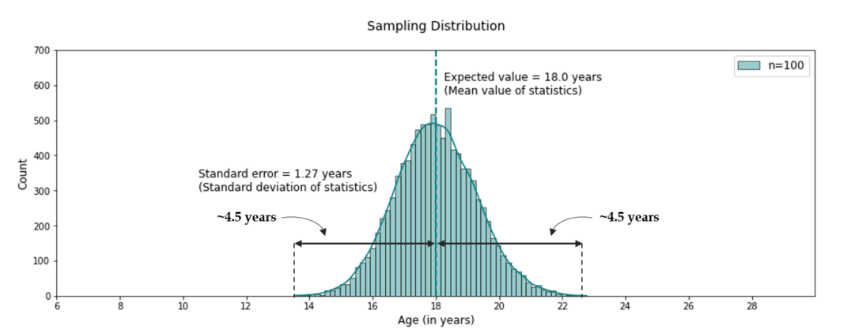 Sampling Distribution
700
600
500
400
300
200
100
0
Count
n=100
Expected value = 18.0 years
(Mean value of statistics)
Standard error = 1.27 years
(Standard deviation of statistics)
~4.5 years
~4.5 years
6 8 10 12 14 16 18 20 22 24 26 28
Age (in years)